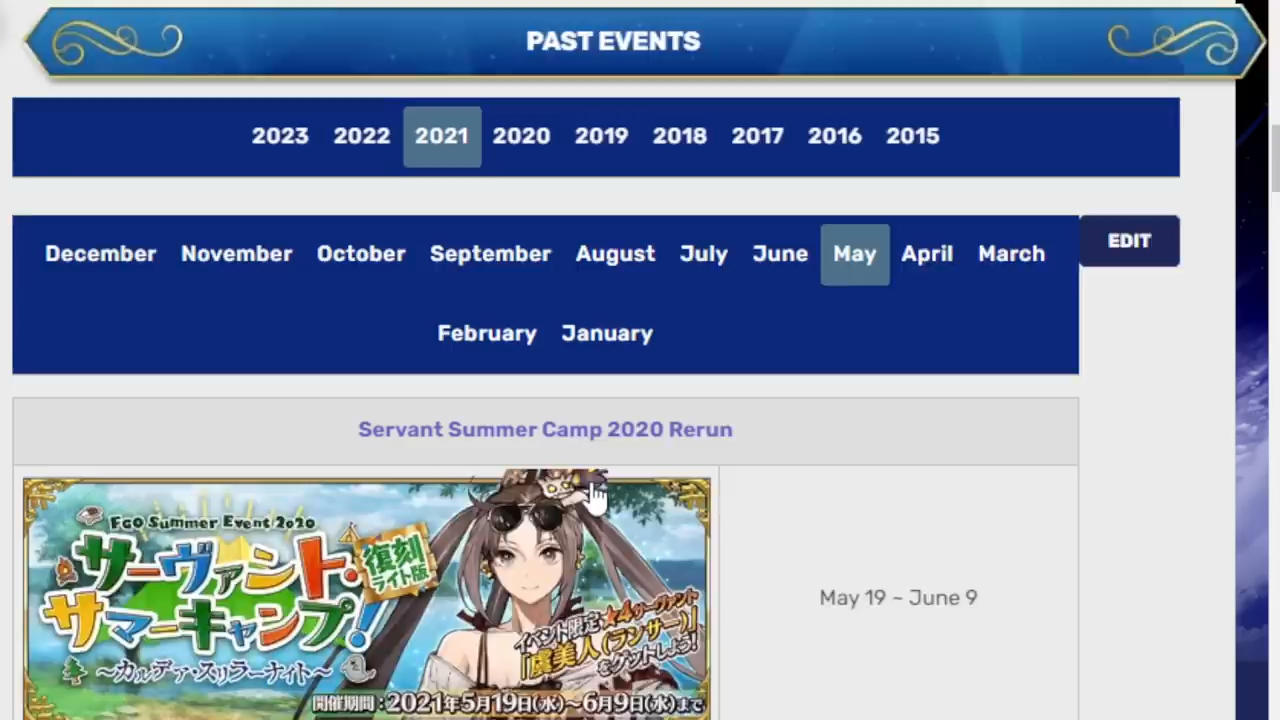 PAST EVENTS
2023 2022 2021 2020 2019 2018 2017 2016 2015
December November October September August July June May April March
EDIT
February January
Servant Summer Camp 2020 Rerun
FGO Summer Event 2020
サーヴァント・
サマーキャンプ!
～カルデア・スリラーナイト～
復刻
ライト版
May 19 ~ June 9
イベント限定★4サーヴァント
「虞美人(ランサー)」
をゲットしよう!
開催期間:2021年5月19日(水)～6月9日(水)まで